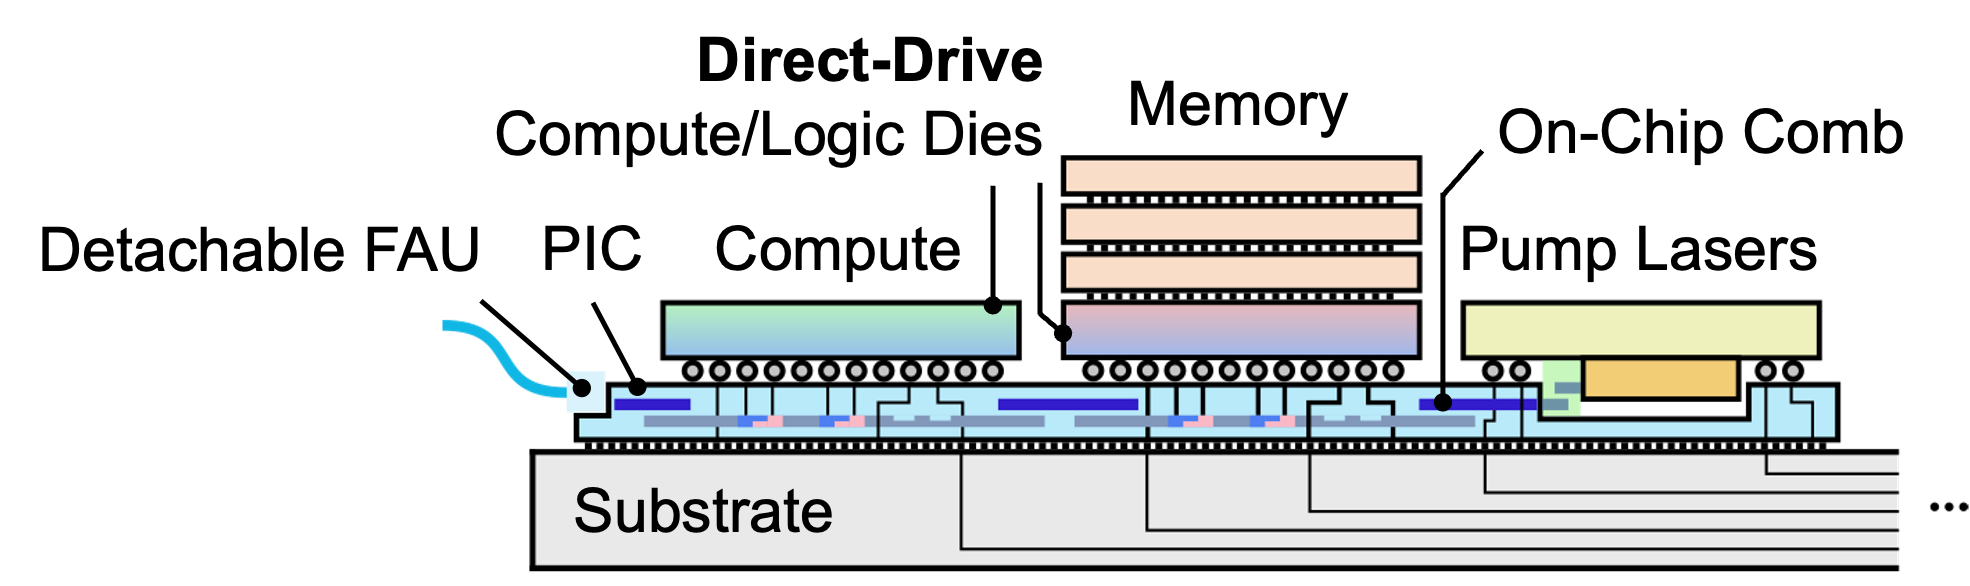 Direct-Drive
Compute/Logic Dies
Memory
On-Chip Comb
Detachable FAU
PIC
Compute
Pump Lasers
Substrate
...